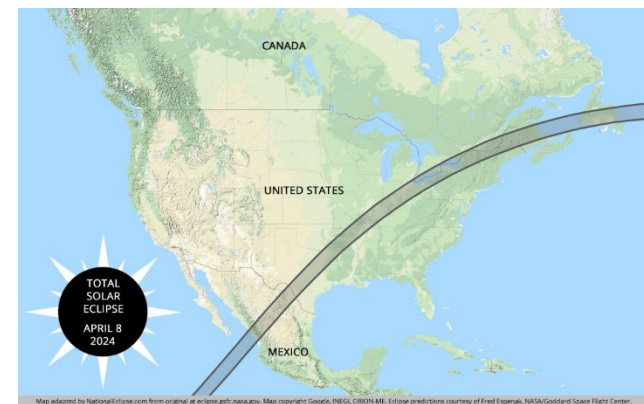 CANADA
UNITED STATES
TOTAL
SOLAR
ECLIPSE
APRIL 8
2024
MEXICO
Map adapted by NationalEclipse.com from original at eclipse.gsfc.nasa.gov. Map copyright Google, INEGI, ORION-ME. Eclipse predictions courtesy of Fred Espenak, NASA/Goddard Space Flight Center.